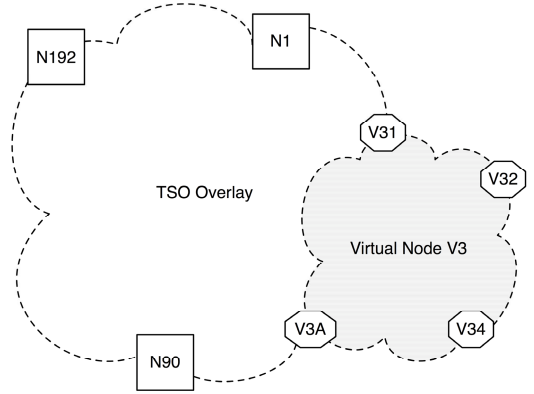 N1
N192
V31
V32
TSO Overlay
Virtual Node V3
V3A
V34
N90